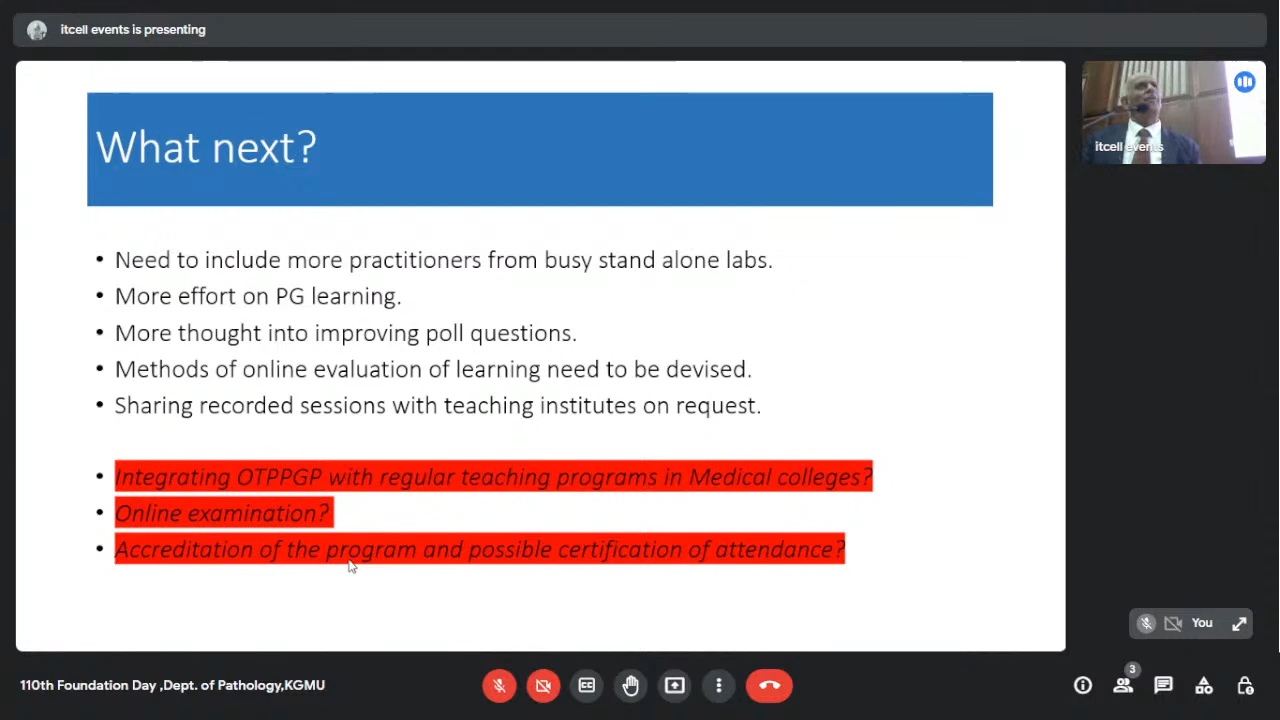 itcell events is presenting
What next?
• Need to include more practitioners from busy stand alone labs.
• More effort on PG learning.
• More thought into improving poll questions.
• Methods of online evaluation of learning need to be devised.
• Sharing recorded sessions with teaching institutes on request.
• Integrating OTPPGP with regular teaching programs in Medical colleges?
• Online examination?
• Accreditation of the program and possible certification of attendance?
itcell events
You
110th Foundation Day ,Dept. of Pathology,KGMU
CC
3